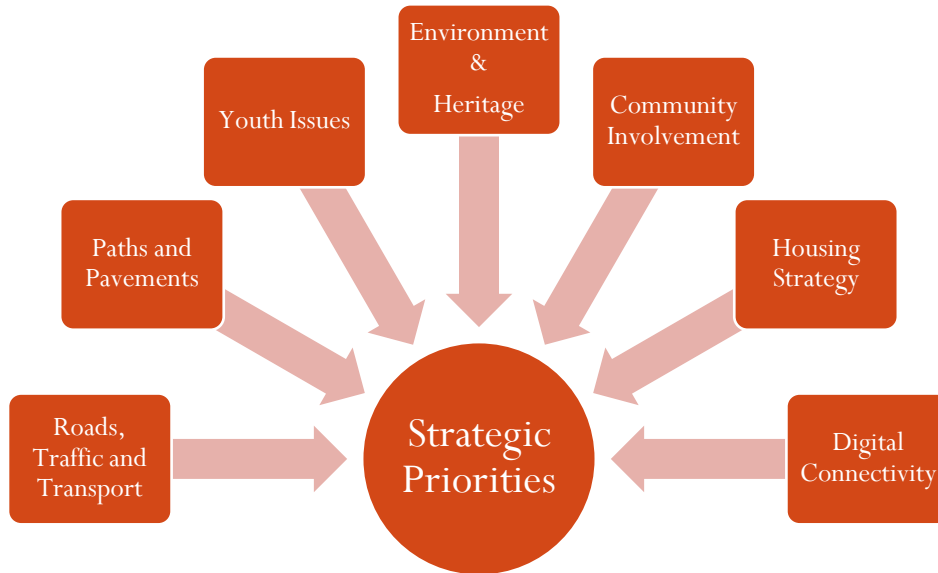 Environment
&
Heritage
Youth Issues
Community
Involvement
Paths and
Pavements
Housing
Strategy
Roads,
Traffic and
Transport
Strategic
Priorities
Digital
Connectivity